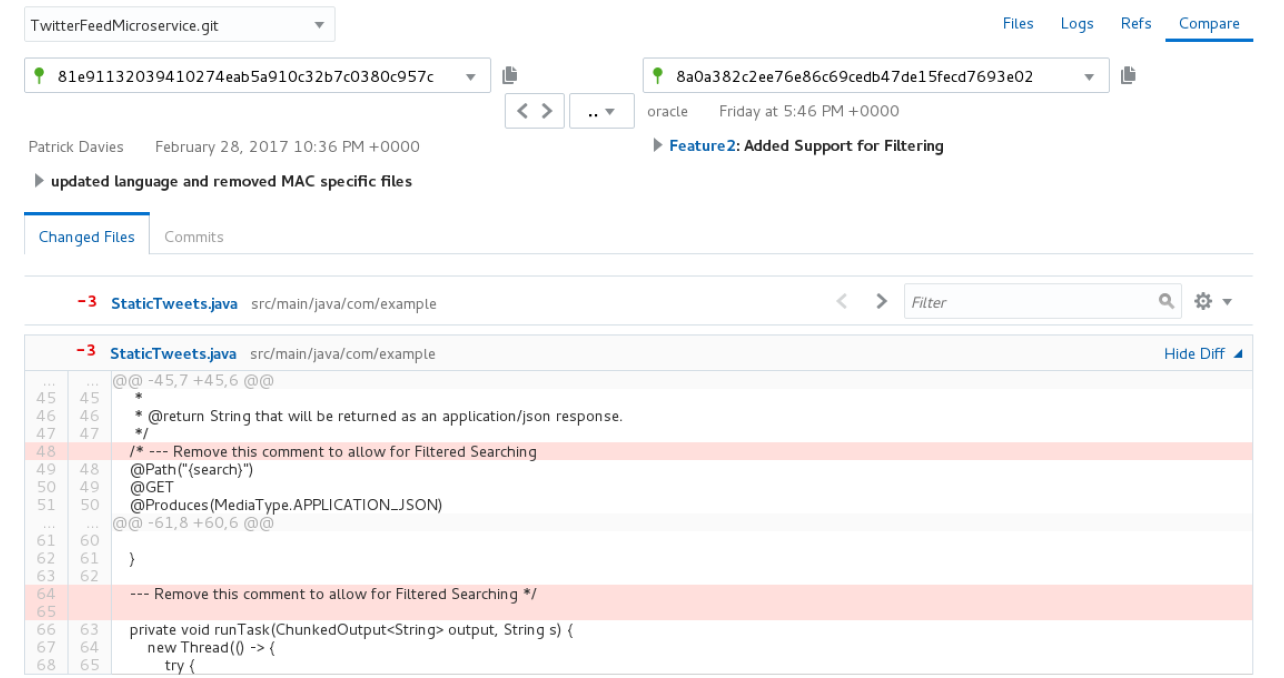 TwitterFeedMicroservice.git
Files Logs Refs Compare
81e91132039410274eab5a910c32b7c0380c957c
8a0a382c2ee76e86c69cedb47de15fecd7693e02
..
oracle Friday at 5:46 PM +0000
Patrick Davies February 28, 2017 10:36 PM +0000
Feature2: Added Support for Filtering
updated language and removed MAC specific files
Changed Files Commits
-3 StaticTweets.java src/main/java/com/example
Filter
-3 StaticTweets.java src/main/java/com/example Hide Diff
... ... @@ -45,7 +45,6 @@
45 45 *
46 46 * @return String that will be returned as an application/json response.
47 47 */
48 /* --- Remove this comment to allow for Filtered Searching
49 48 @Path("{search}")
50 49 @GET
51 50 @Produces(MediaType.APPLICATION_JSON)
... ... @@ -61,8 +60,6 @@
61 60
62 61 }
63 62
64 --- Remove this comment to allow for Filtered Searching */
65
66 63 private void runTask(ChunkedOutput<String> output, String s) {
67 64 new Thread(() -> {
68 65 try {